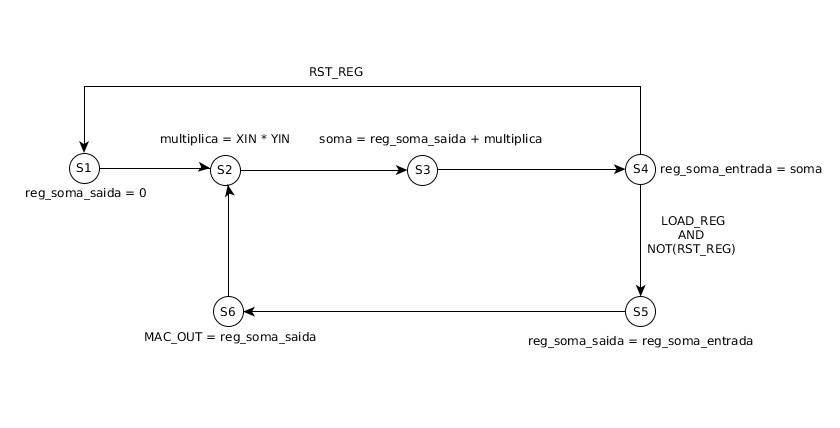 RST_REG
multiplica = XIN * YIN
soma = reg_soma_saida + multiplica
S1
S2
S3
S4
reg_soma_entrada = soma
reg_soma_saida = 0
LOAD_REG
AND
NOT(RST_REG)
S6
S5
MAC_OUT = reg_soma_saida
reg_soma_saida = reg_soma_entrada